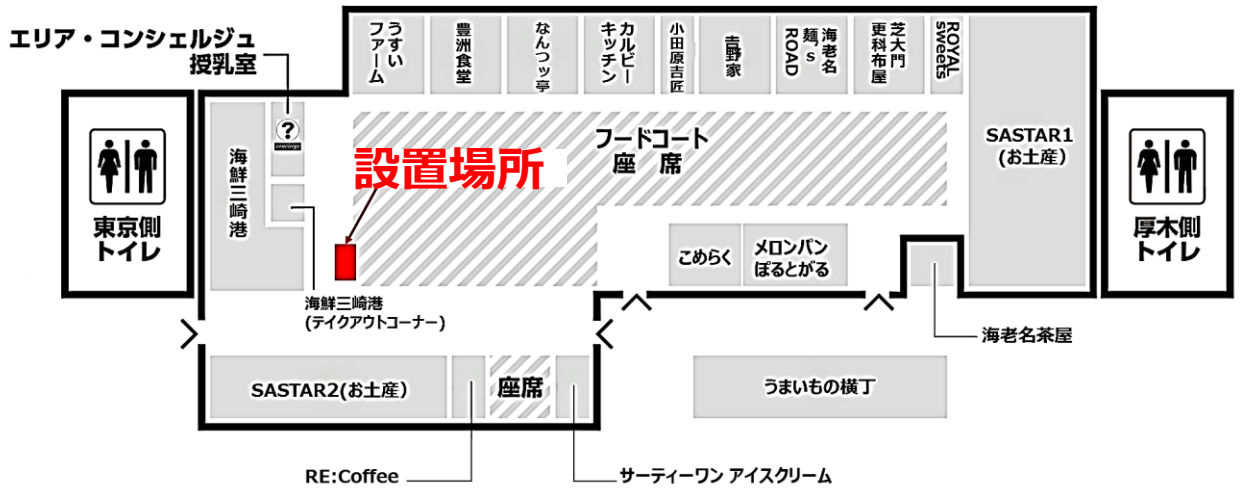 エリア・コンシェルジュ
授乳室
うすい
ファーム
豊洲食堂
なんつッ亭
カルビー
キッチン
小田原吉匠
吉野家
海老名
麺's
ROAD
芝大門
更科布屋
ROYAL
sweets
SASTAR1
(お土産)
東京側
トイレ
?
concierge
海鮮三崎港
設置場所
フードコート
座 席
厚木側
トイレ
こめらく
メロンパン
ぽるとがる
海鮮三崎港
(テイクアウトコーナー)
海老名茶屋
SASTAR2(お土産)
座席
うまいもの横丁
RE:Coffee
サーティーワン アイスクリーム